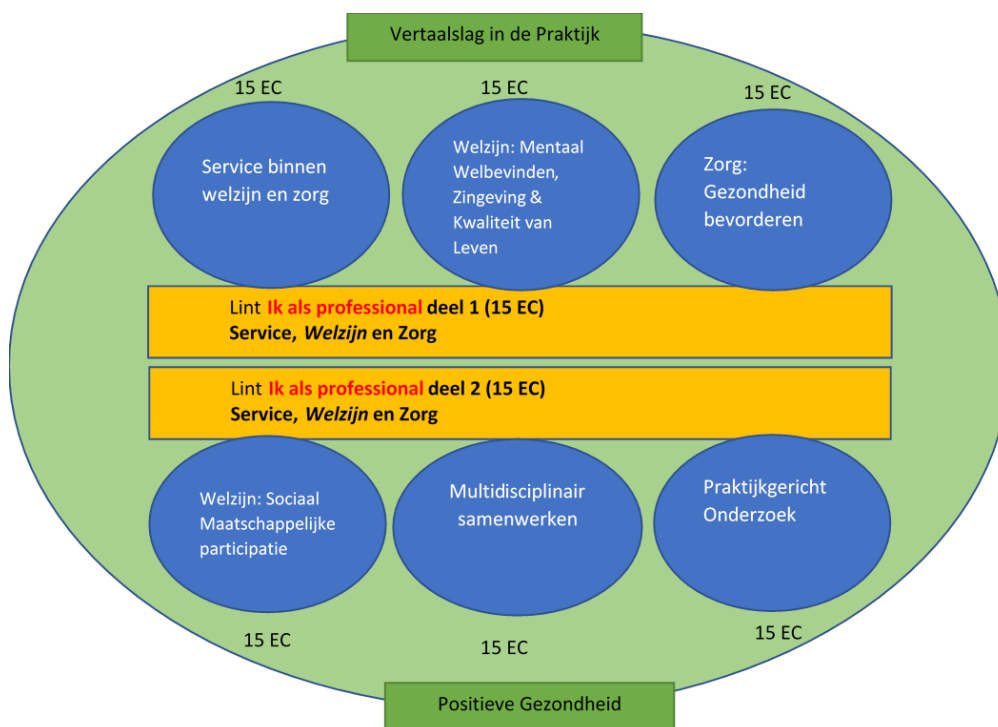 Vertaalslag in de Praktijk
15 EC
15 EC
15 EC
Service binnen
welzijn en zorg
Welzijn: Mentaal
Welbevinden,
Zingeving &
Kwaliteit van
Leven
Zorg:
Gezondheid
bevorderen
Lint Ik als professional deel 1 (15 EC)
Service, Welzijn en Zorg
Lint Ik als professional deel 2 (15 EC)
Service, Welzijn en Zorg
Welzijn: Sociaal
Maatschappelijke
participatie
Multidisciplinair
samenwerken
Praktijkgericht
Onderzoek
15 EC
15 EC
15 EC
Positieve Gezondheid